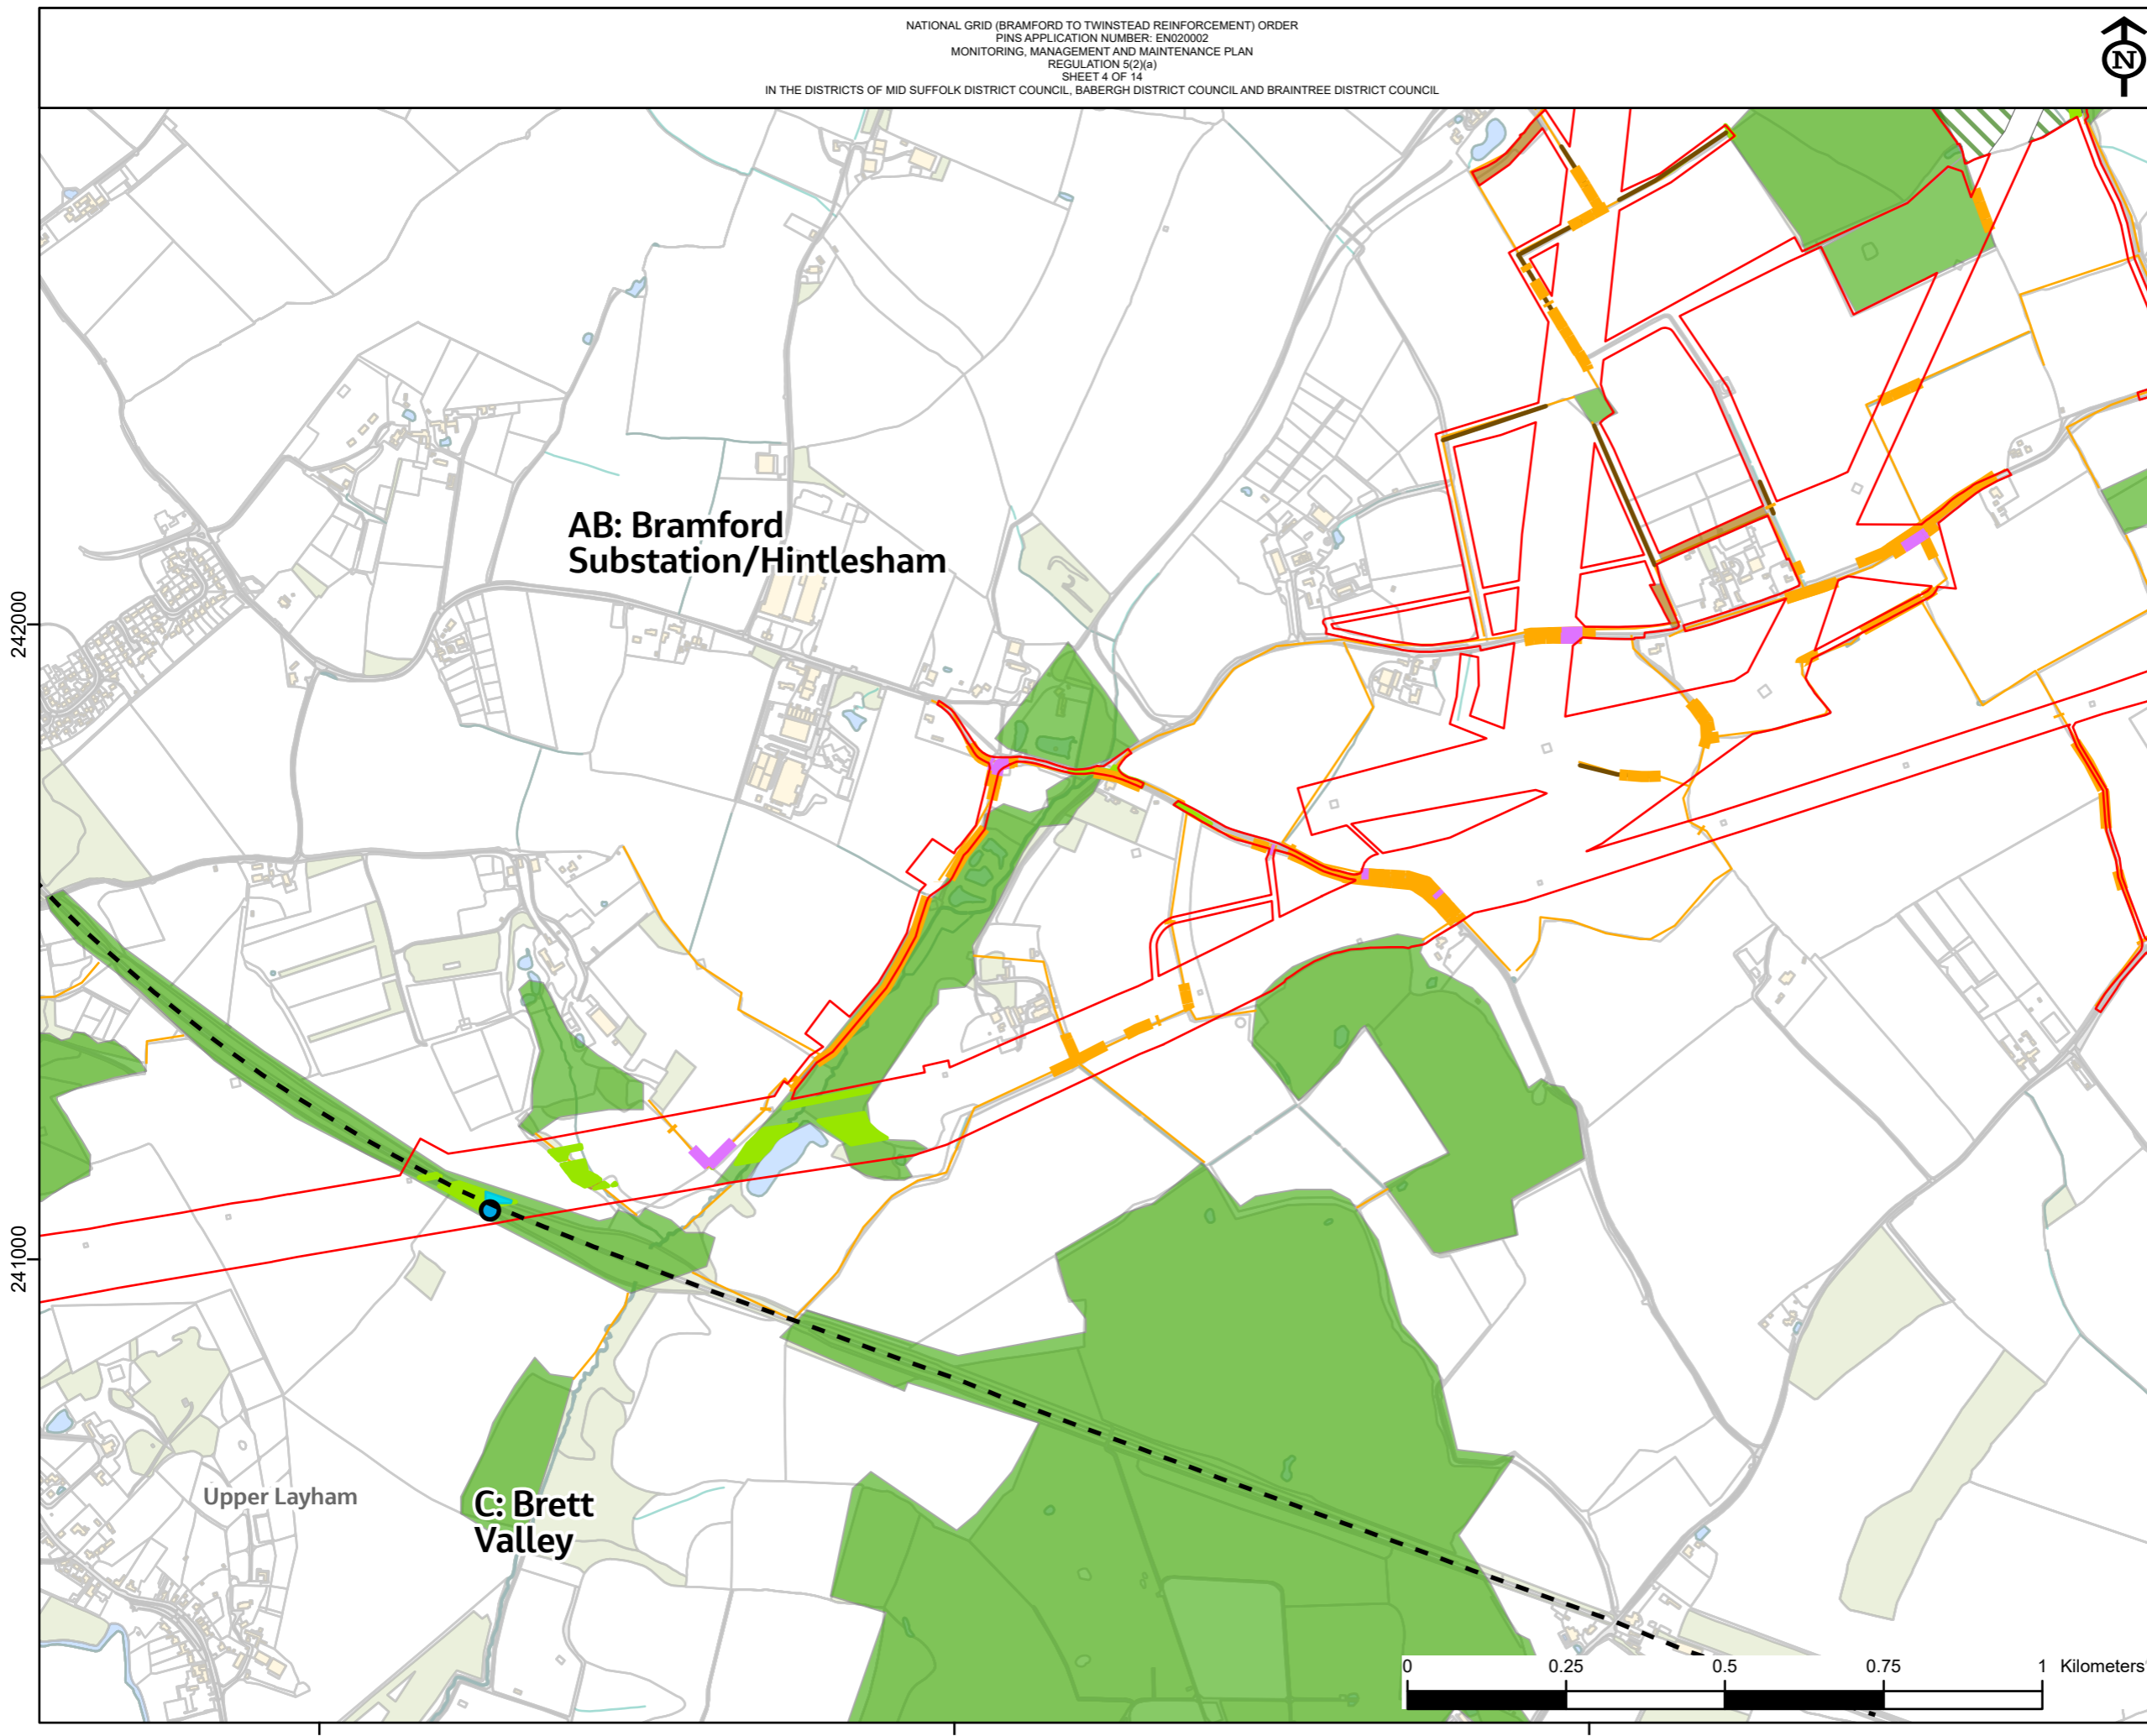 NATIONAL GRID (BRAMFORD TO TWINSTEAD REINFORCEMENT) ORDER
PINS APPLICATION NUMBER: EN020002
MONITORING, MANAGEMENT AND MAINTENANCE PLAN
REGULATION 5(2)(a)
SHEET 4 OF 14
IN THE DISTRICTS OF MID SUFFOLK DISTRICT COUNCIL, BABERGH DISTRICT COUNCIL AND BRAINTREE DISTRICT COUNCIL
N
AB: Bramford
Substation/Hintlesham
242000
241000
Upper Layham
C: Brett
Valley
0 0.25 0.5 0.75 1 Kilometers